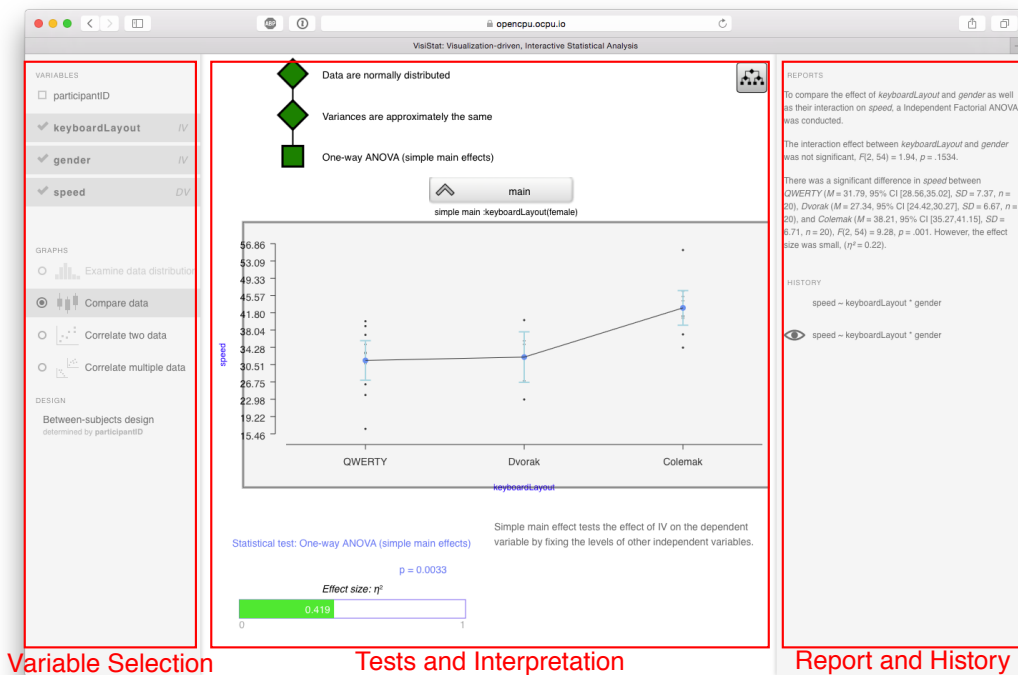 ABP
opencpu.ocpu.io
VisiStat: Visualization-driven, Interactive Statistical Analysis
VARIABLES
participantID
keyboardLayout IV
gender IV
speed DV
GRAPHS
Examine data distribution
Compare data
Correlate two data
Correlate multiple data
DESIGN
Between-subjects design
determined by participantID
Variable Selection
Data are normally distributed
Variances are approximately the same
One-way ANOVA (simple main effects)
main
simple main :keyboardLayout(female)
56.86
53.09
49.33
45.57
41.80
38.04
34.28
30.51
26.75
22.98
19.22
15.46
speed
QWERTY Dvorak Colemak
keyboardLayout
Statistical test: One-way ANOVA (simple main effects)
p = 0.0033
Effect size: η²
0.419
0 1
Simple main effect tests the effect of IV on the dependent
variable by fixing the levels of other independent variables.
Tests and Interpretation
REPORTS
To compare the effect of keyboardLayout and gender as well
as their interaction on speed, a Independent Factorial ANOVA
was conducted.
The interaction effect between keyboardLayout and gender
was not significant, F(2, 54) = 1.94, p = .1534.
There was a significant difference in speed between
QWERTY (M = 31.79, 95% CI [28.56,35.02], SD = 7.37, n =
20), Dvorak (M = 27.34, 95% CI [24.42,30.27], SD = 6.67, n =
20), and Colemak (M = 38.21, 95% CI [35.27,41.15], SD =
6.71, n = 20), F(2, 54) = 9.28, p = .001. However, the effect
size was small, (η² = 0.22).
HISTORY
speed ~ keyboardLayout * gender
speed ~ keyboardLayout * gender
Report and History